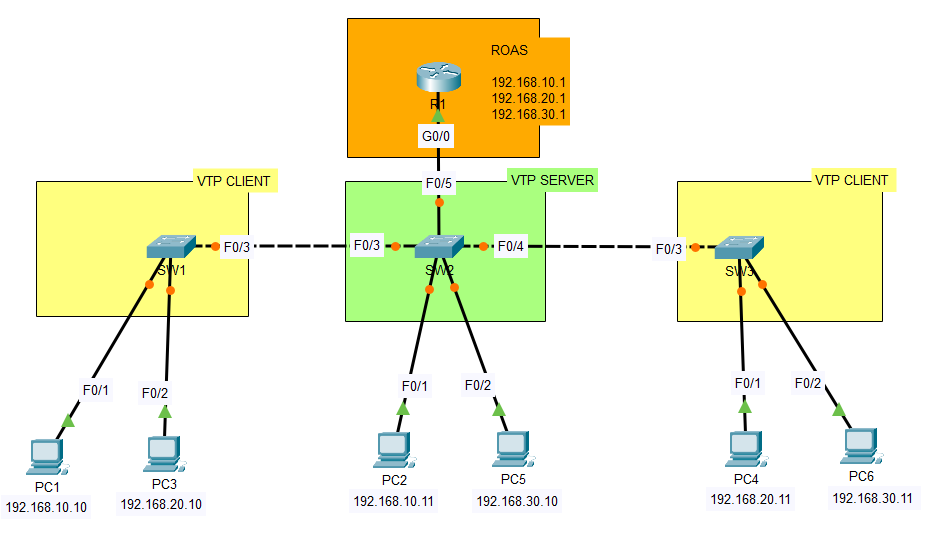 ROAS
192.168.10.1
192.168.20.1
192.168.30.1
R1
G0/0
VTP CLIENT
F0/5
VTP SERVER
VTP CLIENT
SW1
F0/3
F0/3
SW2
F0/4
F0/3
SW3
F0/1
F0/2
F0/1
F0/2
F0/1
F0/2
PC1
192.168.10.10
PC3
192.168.20.10
PC2
192.168.10.11
PC5
192.168.30.10
PC4
192.168.20.11
PC6
192.168.30.11